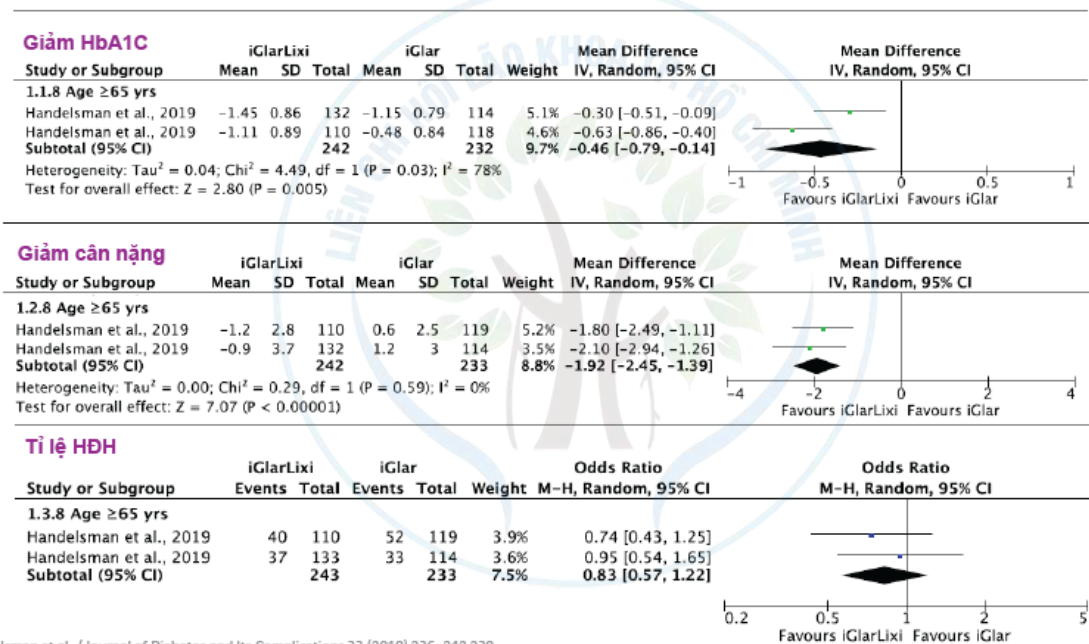 Giảm HbA1C
iGlarLixi iGlar Mean Difference Mean Difference
Study or Subgroup Mean SD Total Mean SD Total Weight IV, Random, 95% CI IV, Random, 95% CI
1.1.8 Age ≥65 yrs
Handelsman et al., 2019 −1.45 0.86 132 −1.15 0.79 114 5.1% −0.30 [−0.51, −0.09]
Handelsman et al., 2019 −1.11 0.89 110 −0.48 0.84 118 4.6% −0.63 [−0.86, −0.40]
Subtotal (95% CI) 242 232 9.7% −0.46 [−0.79, −0.14]
Heterogeneity: Tau² = 0.04; Chi² = 4.49, df = 1 (P = 0.03); I² = 78%
Test for overall effect: Z = 2.80 (P = 0.005)
−1 −0.5 0 0.5 1
Favours iGlarLixi Favours iGlar
Giảm cân nặng
iGlarLixi iGlar Mean Difference Mean Difference
Study or Subgroup Mean SD Total Mean SD Total Weight IV, Random, 95% CI IV, Random, 95% CI
1.2.8 Age ≥65 yrs
Handelsman et al., 2019 −1.2 2.8 110 0.6 2.5 119 5.2% −1.80 [−2.49, −1.11]
Handelsman et al., 2019 −0.9 3.7 132 1.2 3 114 3.5% −2.10 [−2.94, −1.26]
Subtotal (95% CI) 242 233 8.8% −1.92 [−2.45, −1.39]
Heterogeneity: Tau² = 0.00; Chi² = 0.29, df = 1 (P = 0.59); I² = 0%
Test for overall effect: Z = 7.07 (P < 0.00001)
−4 −2 0 2 4
Favours iGlarLixi Favours iGlar
Tỉ lệ HĐH
iGlarLixi iGlar Odds Ratio Odds Ratio
Study or Subgroup Events Total Events Total Weight M−H, Random, 95% CI M−H, Random, 95% CI
1.3.8 Age ≥65 yrs
Handelsman et al., 2019 40 110 52 119 3.9% 0.74 [0.43, 1.25]
Handelsman et al., 2019 37 133 33 114 3.6% 0.95 [0.54, 1.65]
Subtotal (95% CI) 243 233 7.5% 0.83 [0.57, 1.22]
0.2 0.5 1 2 5
Favours iGlarLixi Favours iGlar